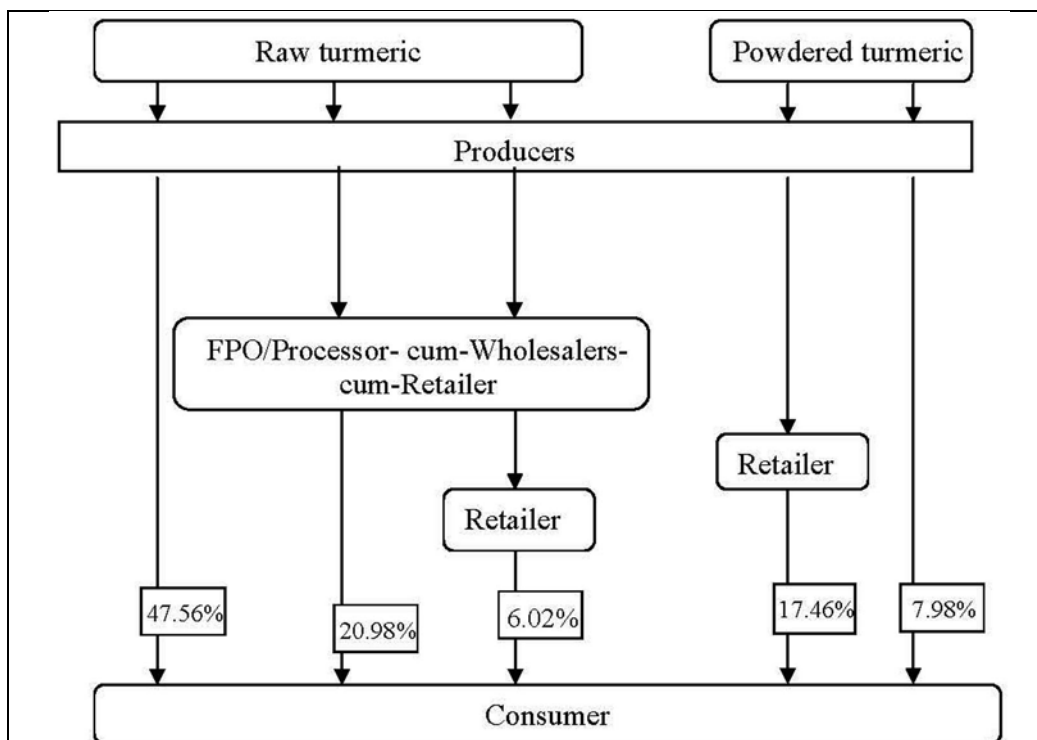 Raw turmeric
Powdered turmeric
Producers
FPO/Processor- cum-Wholesalers-
cum-Retailer
Retailer
Retailer
47.56%
20.98%
6.02%
17.46%
7.98%
Consumer